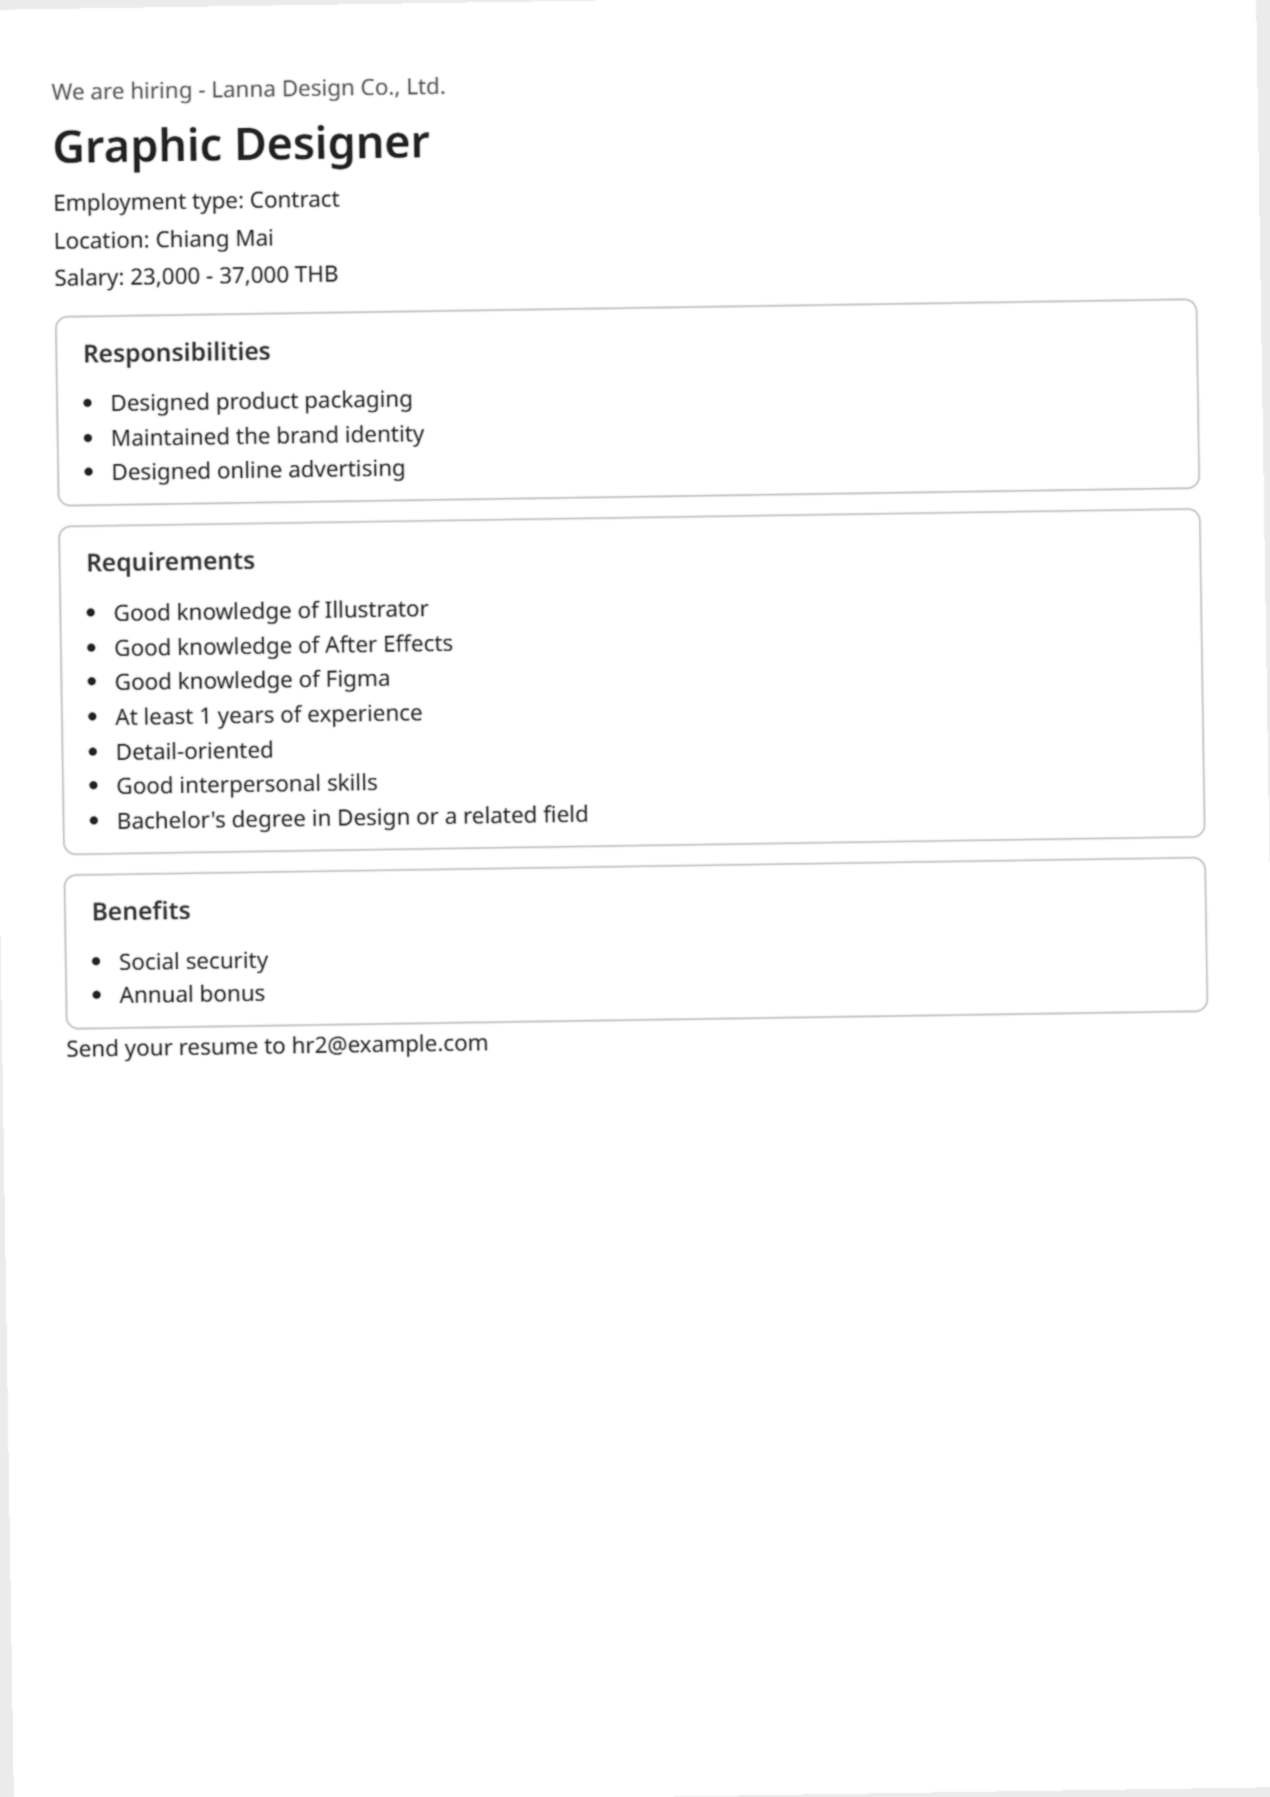 We are hiring - Lanna Design Co., Ltd.
Graphic Designer
Employment type: Contract
Location: Chiang Mai
Salary: 23,000 - 37,000 THB
Responsibilities
• Designed product packaging
• Maintained the brand identity
• Designed online advertising
Requirements
• Good knowledge of Illustrator
• Good knowledge of After Effects
• Good knowledge of Figma
• At least 1 years of experience
• Detail-oriented
• Good interpersonal skills
• Bachelor's degree in Design or a related field
Benefits
• Social security
• Annual bonus
Send your resume to hr2@example.com